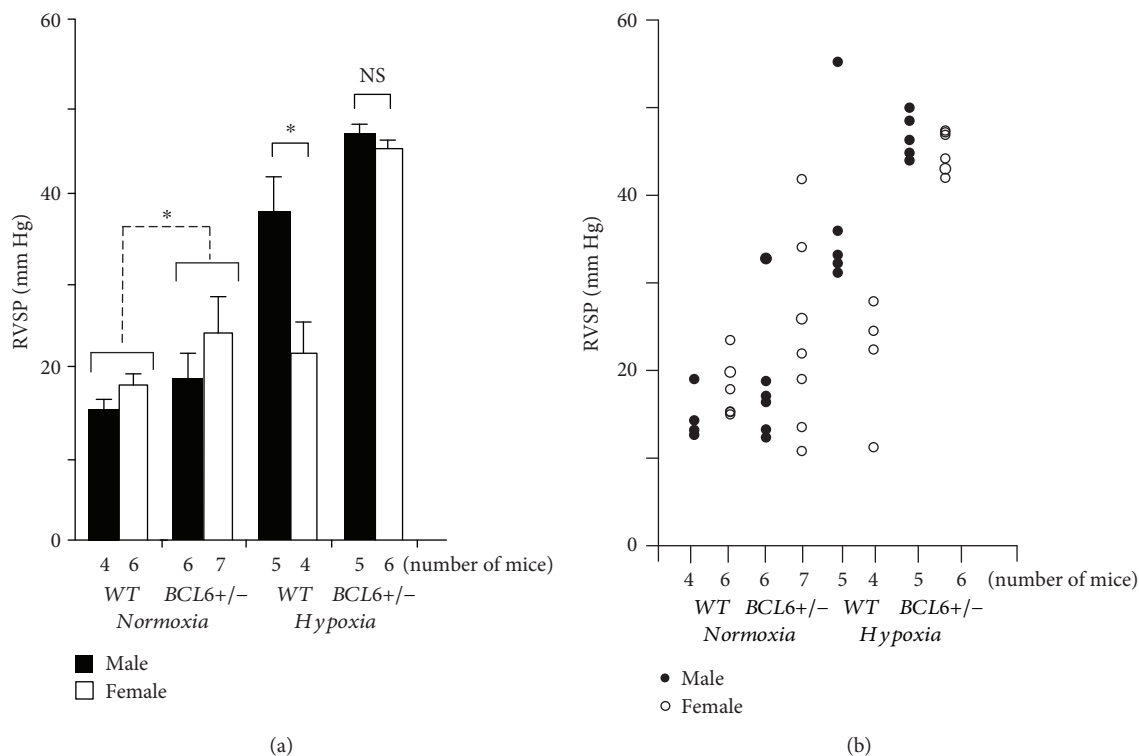 60
40
20
0
RVSP (mm Hg)
*
*
NS
4 6 6 7 5 4 5 6 (number of mice)
WT BCL6+/− WT BCL6+/−
Normoxia Hypoxia
Male
Female
(a)
60
40
20
0
RVSP (mm Hg)
4 6 6 7 5 4 5 6 (number of mice)
WT BCL6+/− WT BCL6+/−
Normoxia Hypoxia
Male
Female
(b)